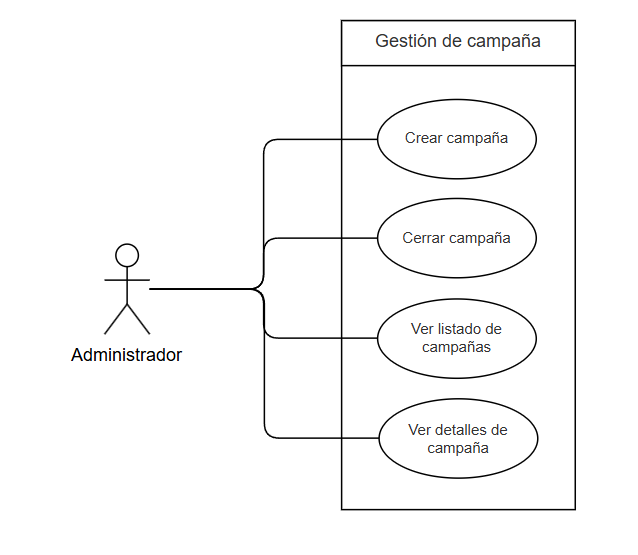 Gestión de campaña
Crear campaña
Cerrar campaña
Ver listado de
campañas
Ver detalles de
campaña
Administrador